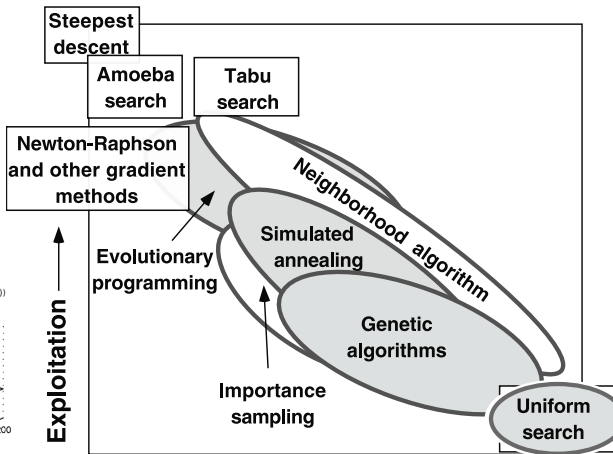 Steepest
descent
Amoeba
search
Tabu
search
Newton-Raphson
and other gradient
methods
Neighborhood algorithm
Evolutionary
programming
Simulated
annealing
Genetic
algorithms
Importance
sampling
Uniform
search
Exploitation
200